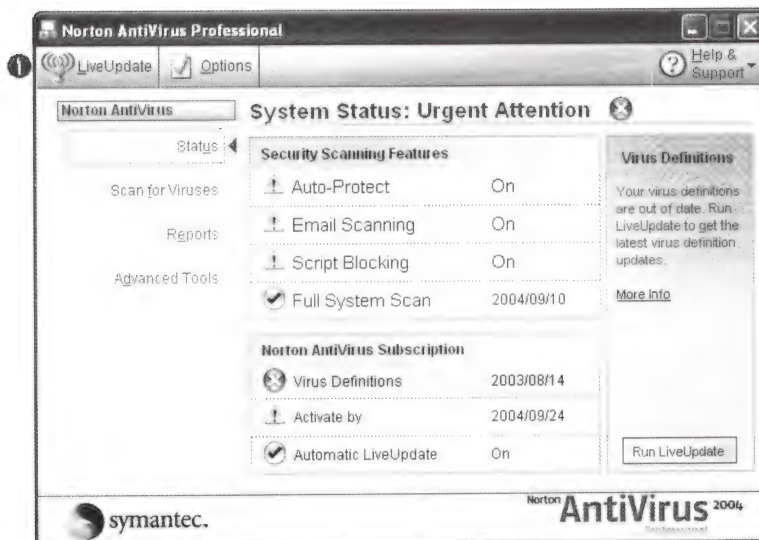 Norton AntiVirus Professional
1 LiveUpdate Options Help & Support
Norton AntiVirus
Status
Scan for Viruses
Reports
Advanced Tools
System Status: Urgent Attention
Security Scanning Features
Auto-Protect On
Email Scanning On
Script Blocking On
Full System Scan 2004/09/10
Norton AntiVirus Subscription
Virus Definitions 2003/08/14
Activate by 2004/09/24
Automatic LiveUpdate On
Virus Definitions
Your virus definitions
are out of date. Run
LiveUpdate to get the
latest virus definition
updates.
More Info
Run LiveUpdate
symantec.
Norton AntiVirus 2004